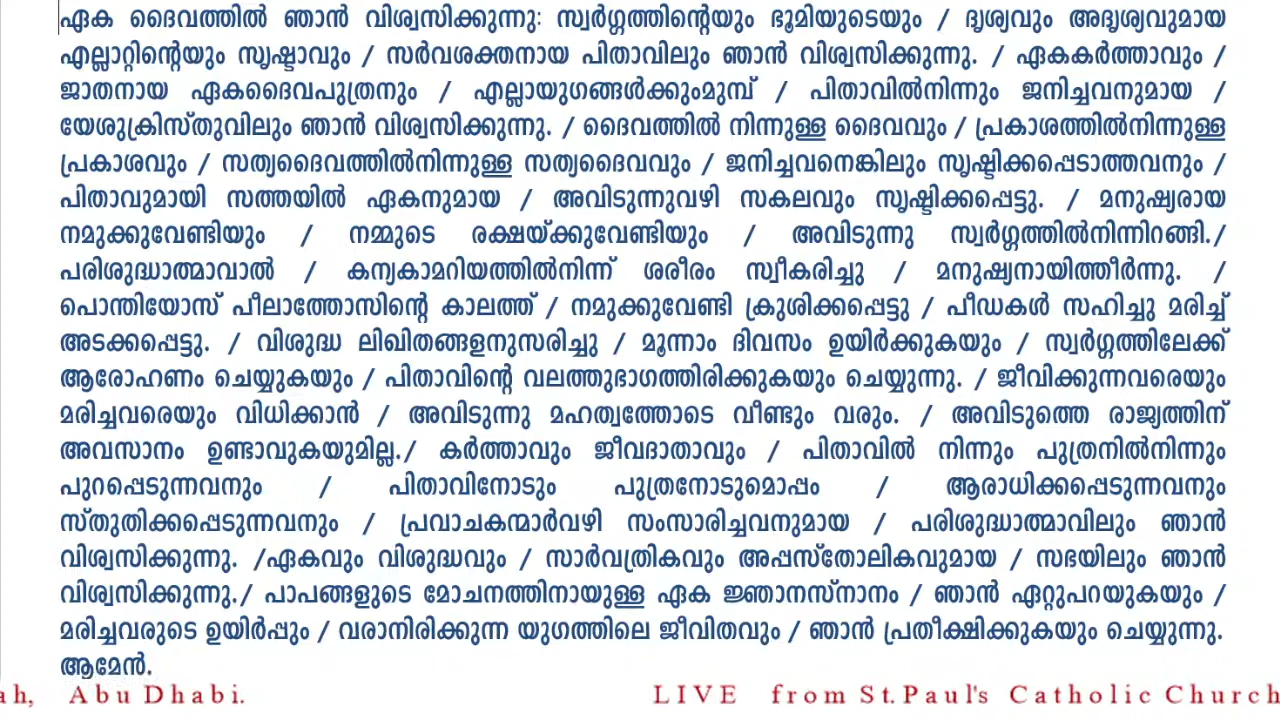 ഏക ദൈവത്തിൽ ഞാൻ വിശ്വസിക്കുന്നു: സ്വർഗ്ഗത്തിന്റെയും ഭൂമിയുടെയും / ദൃശ്യവും അദൃശ്യവുമായ
എല്ലാറ്റിന്റെയും സൃഷ്ടാവും / സർവശക്തനായ പിതാവിലും ഞാൻ വിശ്വസിക്കുന്നു. / ഏകകർത്താവും /
ജാതനായ ഏകദൈവപുത്രനും / എല്ലായുഗങ്ങൾക്കുംമുമ്പ് / പിതാവിൽനിന്നും ജനിച്ചവനുമായ /
യേശുക്രിസ്തുവിലും ഞാൻ വിശ്വസിക്കുന്നു. / ദൈവത്തിൽ നിന്നുള്ള ദൈവവും / പ്രകാശത്തിൽനിന്നുള്ള
പ്രകാശവും / സത്യദൈവത്തിൽനിന്നുള്ള സത്യദൈവവും / ജനിച്ചവനെങ്കിലും സൃഷ്ടിക്കപ്പെടാത്തവനും /
പിതാവുമായി സത്തയിൽ ഏകനുമായ / അവിടുന്നുവഴി സകലവും സൃഷ്ടിക്കപ്പെട്ടു. / മനുഷ്യരായ
നമുക്കുവേണ്ടിയും / നമ്മുടെ രക്ഷയ്ക്കുവേണ്ടിയും / അവിടുന്നു സ്വർഗ്ഗത്തിൽനിന്നിറങ്ങി./
പരിശുദ്ധാത്മാവാൽ / കന്യകാമറിയത്തിൽനിന്ന് ശരീരം സ്വീകരിച്ചു / മനുഷ്യനായിത്തീർന്നു. /
പൊന്തിയോസ് പീലാത്തോസിന്റെ കാലത്ത് / നമുക്കുവേണ്ടി ക്രുശിക്കപ്പെട്ടു / പീഡകൾ സഹിച്ചു മരിച്ച്
അടക്കപ്പെട്ടു. / വിശുദ്ധ ലിഖിതങ്ങളനുസരിച്ചു / മൂന്നാം ദിവസം ഉയിർക്കുകയും / സ്വർഗ്ഗത്തിലേക്ക്
ആരോഹണം ചെയ്യുകയും / പിതാവിന്റെ വലത്തുഭാഗത്തിരിക്കുകയും ചെയ്യുന്നു. / ജീവിക്കുന്നവരെയും
മരിച്ചവരെയും വിധിക്കാൻ / അവിടുന്നു മഹത്വത്തോടെ വീണ്ടും വരും. / അവിടുത്തെ രാജ്യത്തിന്
അവസാനം ഉണ്ടാവുകയുമില്ല./ കർത്താവും ജീവദാതാവും / പിതാവിൽ നിന്നും പുത്രനിൽനിന്നും
പുറപ്പെടുന്നവനും / പിതാവിനോടും പുത്രനോടുമൊപ്പം / ആരാധിക്കപ്പെടുന്നവനും
സ്തുതിക്കപ്പെടുന്നവനും / പ്രവാചകന്മാർവഴി സംസാരിച്ചവനുമായ / പരിശുദ്ധാത്മാവിലും ഞാൻ
വിശ്വസിക്കുന്നു. /ഏകവും വിശുദ്ധവും / സാർവത്രികവും അപ്പസ്തോലികവുമായ / സഭയിലും ഞാൻ
വിശ്വസിക്കുന്നു./ പാപങ്ങളുടെ മോചനത്തിനായുള്ള ഏക ജ്ഞാനസ്നാനം / ഞാൻ ഏറ്റുപറയുകയും /
മരിച്ചവരുടെ ഉയിർപ്പും / വരാനിരിക്കുന്ന യുഗത്തിലെ ജീവിതവും / ഞാൻ പ്രതീക്ഷിക്കുകയും ചെയ്യുന്നു.
ആമേൻ.
ah, Abu Dhabi. LIVE from St.Paul's Catholic Church